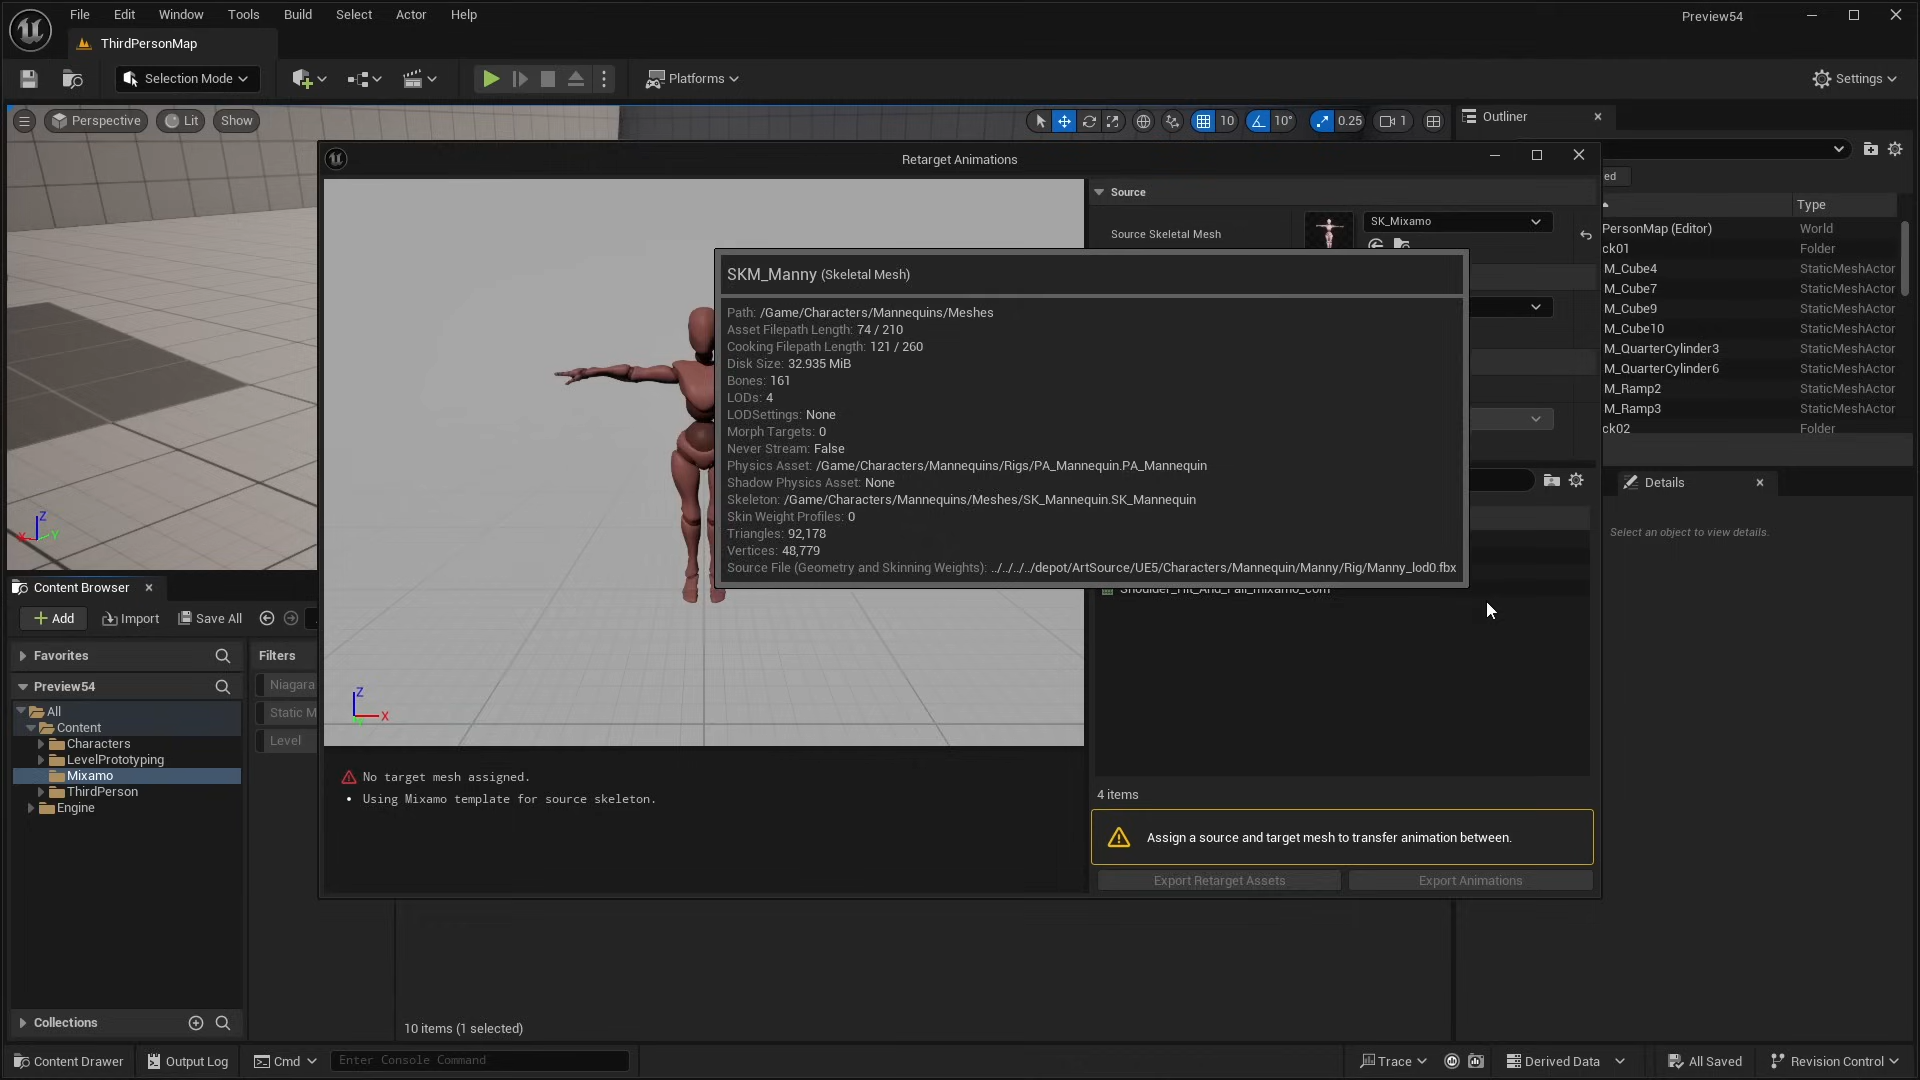 File Edit Window Tools Build Select Actor Help
Preview54
ThirdPersonMap
Selection Mode
Platforms
Settings
Perspective Lit Show
10 10° 0.25 1
Outliner
Retarget Animations
ed
Type
PersonMap (Editor) World
ck01 Folder
M_Cube4 StaticMeshActor
M_Cube7 StaticMeshActor
M_Cube9 StaticMeshActor
M_Cube10 StaticMeshActor
M_QuarterCylinder3 StaticMeshActor
M_QuarterCylinder6 StaticMeshActor
M_Ramp2 StaticMeshActor
M_Ramp3 StaticMeshActor
ck02 Folder
Source
Source Skeletal Mesh
SK_Mixamo
SKM_Manny (Skeletal Mesh)
Path: /Game/Characters/Mannequins/Meshes
Asset Filepath Length: 74 / 210
Cooking Filepath Length: 121 / 260
Disk Size: 32.935 MiB
Bones: 161
LODs: 4
LODSettings: None
Morph Targets: 0
Never Stream: False
Physics Asset: /Game/Characters/Mannequins/Rigs/PA_Mannequin.PA_Mannequin
Shadow Physics Asset: None
Skeleton: /Game/Characters/Mannequins/Meshes/SK_Mannequin.SK_Mannequin
Skin Weight Profiles: 0
Triangles: 92,178
Vertices: 48,779
Source File (Geometry and Skinning Weights): ../../../../depot/ArtSource/UE5/Characters/Mannequin/Manny/Rig/Manny_lod0.fbx
Shoulder_Hit_And_Fall_mixamo_com
Details
Select an object to view details.
Z
X Y
Z
X
No target mesh assigned.
• Using Mixamo template for source skeleton.
4 items
Assign a source and target mesh to transfer animation between.
Export Retarget Assets
Export Animations
Content Browser
Add
Import
Save All
Favorites
Filters
Preview54
Niagara
All
Static M
Content
Characters
Level
LevelPrototyping
Mixamo
ThirdPerson
Engine
Collections
10 items (1 selected)
Content Drawer
Output Log
Cmd
Enter Console Command
Trace
Derived Data
All Saved
Revision Control